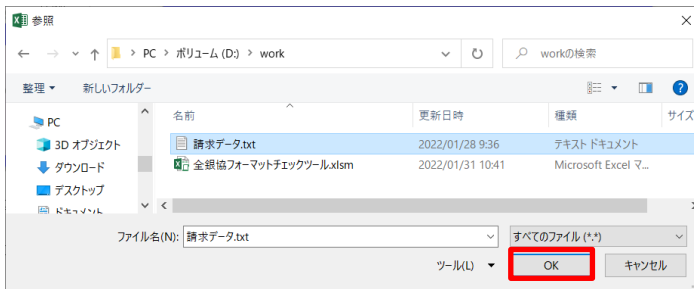 参照
PC > ボリューム (D:) > work
workの検索
整理 新しいフォルダー
名前 更新日時 種類 サイズ
PC
3D オブジェクト
ダウンロード
デスクトップ
ドキュメント
請求データ.txt 2022/01/28 9:36 テキスト ドキュメント
全銀協フォーマットチェックツール.xlsm 2022/01/31 10:41 Microsoft Excel マ...
ファイル名(N): 請求データ.txt すべてのファイル (*.*)
ツール(L) OK キャンセル